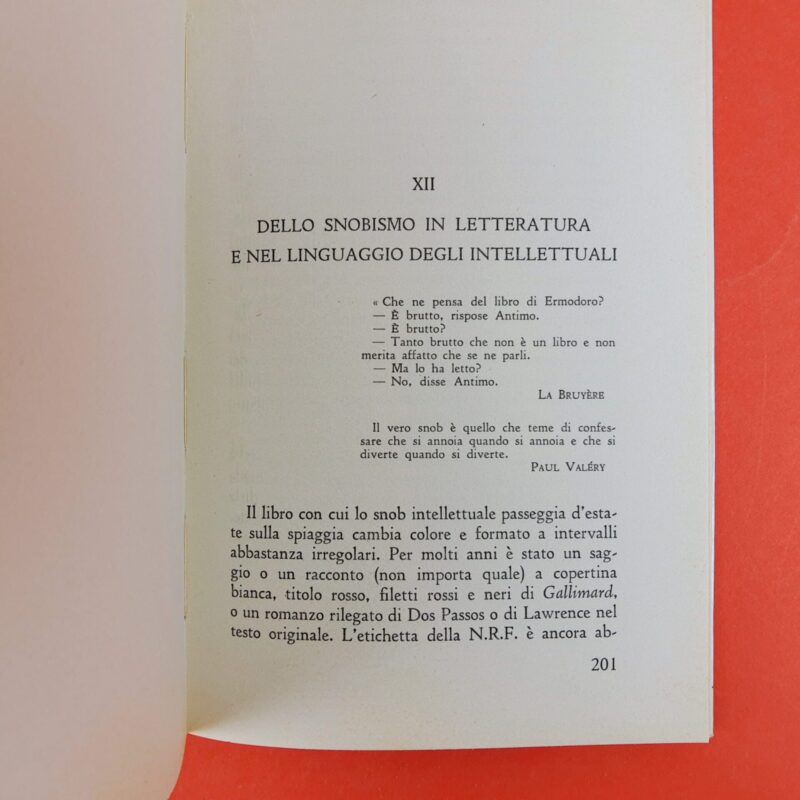 XII
DELLO SNOBISMO IN LETTERATURA
E NEL LINGUAGGIO DEGLI INTELLETTUALI
« Che ne pensa del libro di Ermodoro?
— È brutto, rispose Antimo.
— È brutto?
— Tanto brutto che non è un libro e non
merita affatto che se ne parli.
— Ma lo ha letto?
— No, disse Antimo.
La Bruyère
Il vero snob è quello che teme di confes-
sare che si annoia quando si annoia e che si
diverte quando si diverte.
Paul Valéry
Il libro con cui lo snob intellettuale passeggia d'esta-
te sulla spiaggia cambia colore e formato a intervalli
abbastanza irregolari. Per molti anni è stato un sag-
gio o un racconto (non importa quale) a copertina
bianca, titolo rosso, filetti rossi e neri di Gallimard,
o un romanzo rilegato di Dos Passos o di Lawrence nel
testo originale. L'etichetta della N.R.F. è ancora ab-
201